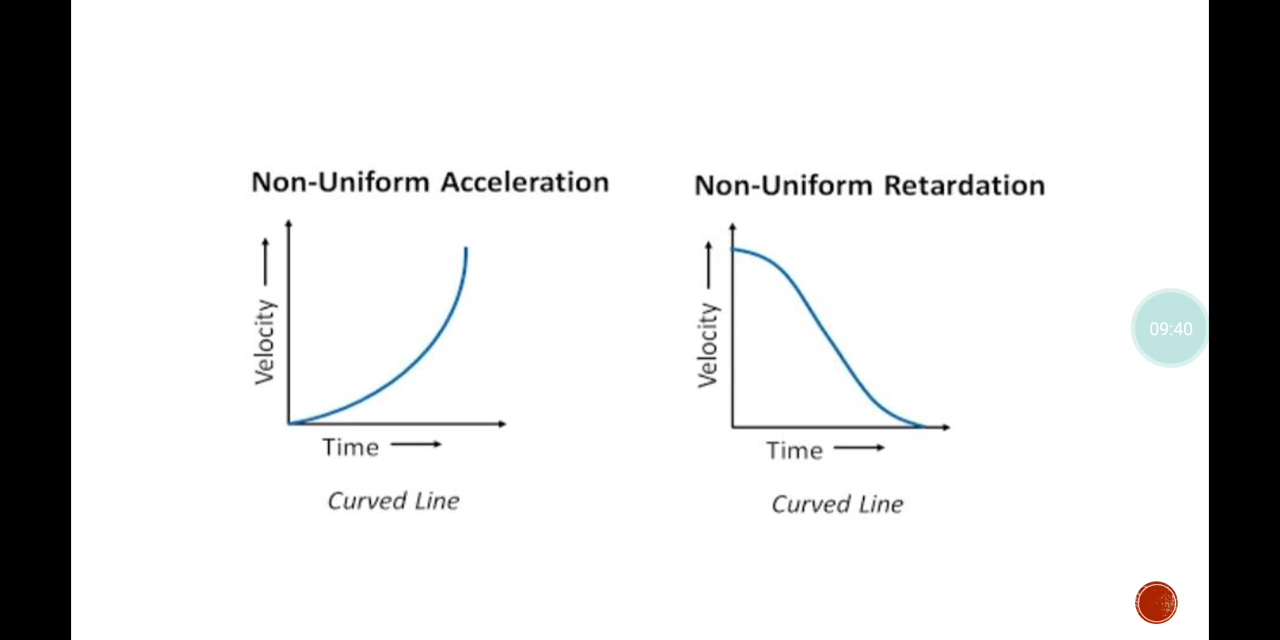 Non-Uniform Acceleration
Velocity
Time
Curved Line
Non-Uniform Retardation
Velocity
Time
Curved Line
09:40